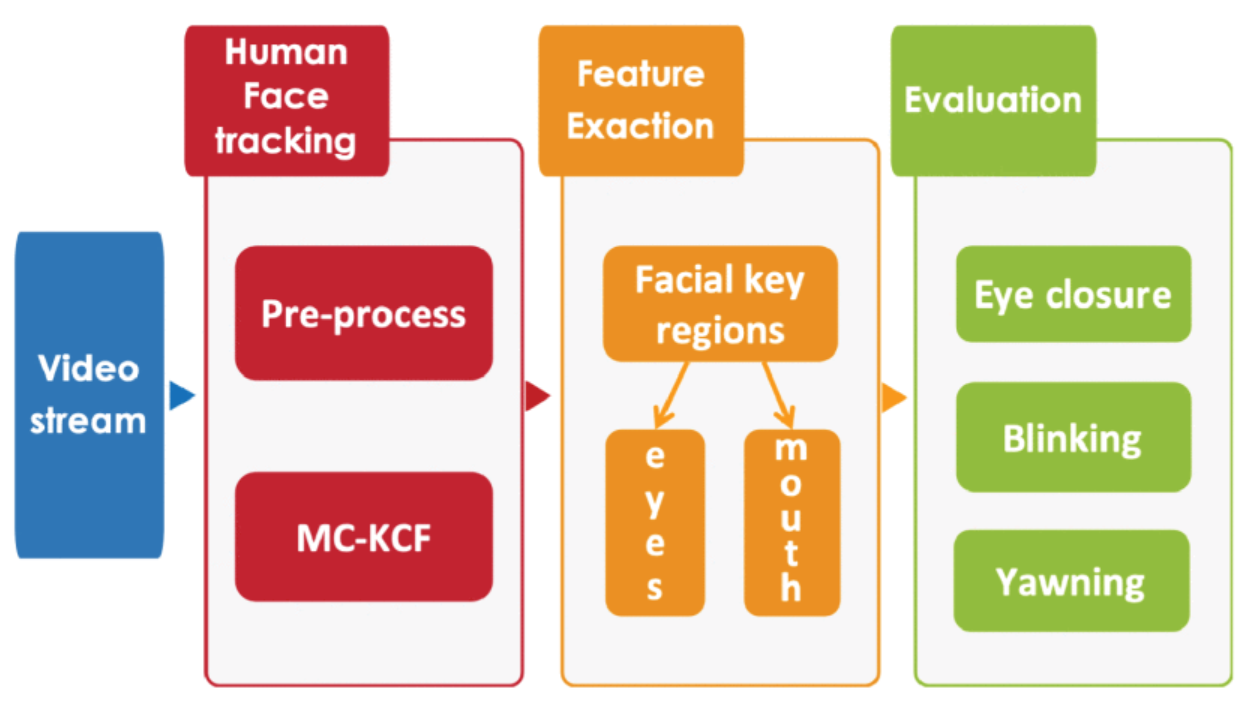 Human
Face
tracking
Feature
Exaction
Evaluation
Video
stream
Pre-process
MC-KCF
Facial key
regions
eyes
mouth
Eye closure
Blinking
Yawning